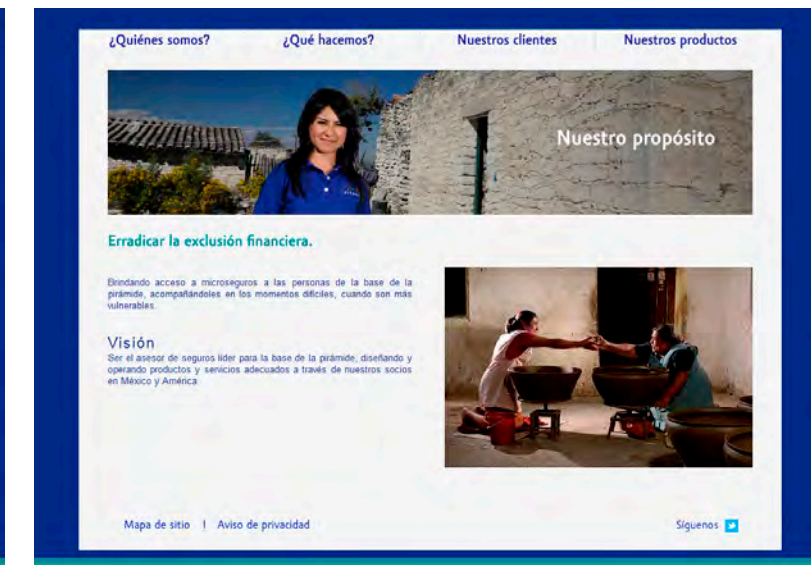 ¿Quiénes somos?
¿Qué hacemos?
Nuestros clientes
Nuestros productos
Nuestro propósito
Erradicar la exclusión financiera.
Brindando acceso a microseguros a las personas de la base de la
pirámide, acompañándoles en los momentos difíciles, cuando son más
vulnerables.
Visión
Ser el asesor de seguros líder para la base de la pirámide, diseñando y
operando productos y servicios adecuados a través de nuestros socios
en México y América
Mapa de sitio | Aviso de privacidad
Síguenos